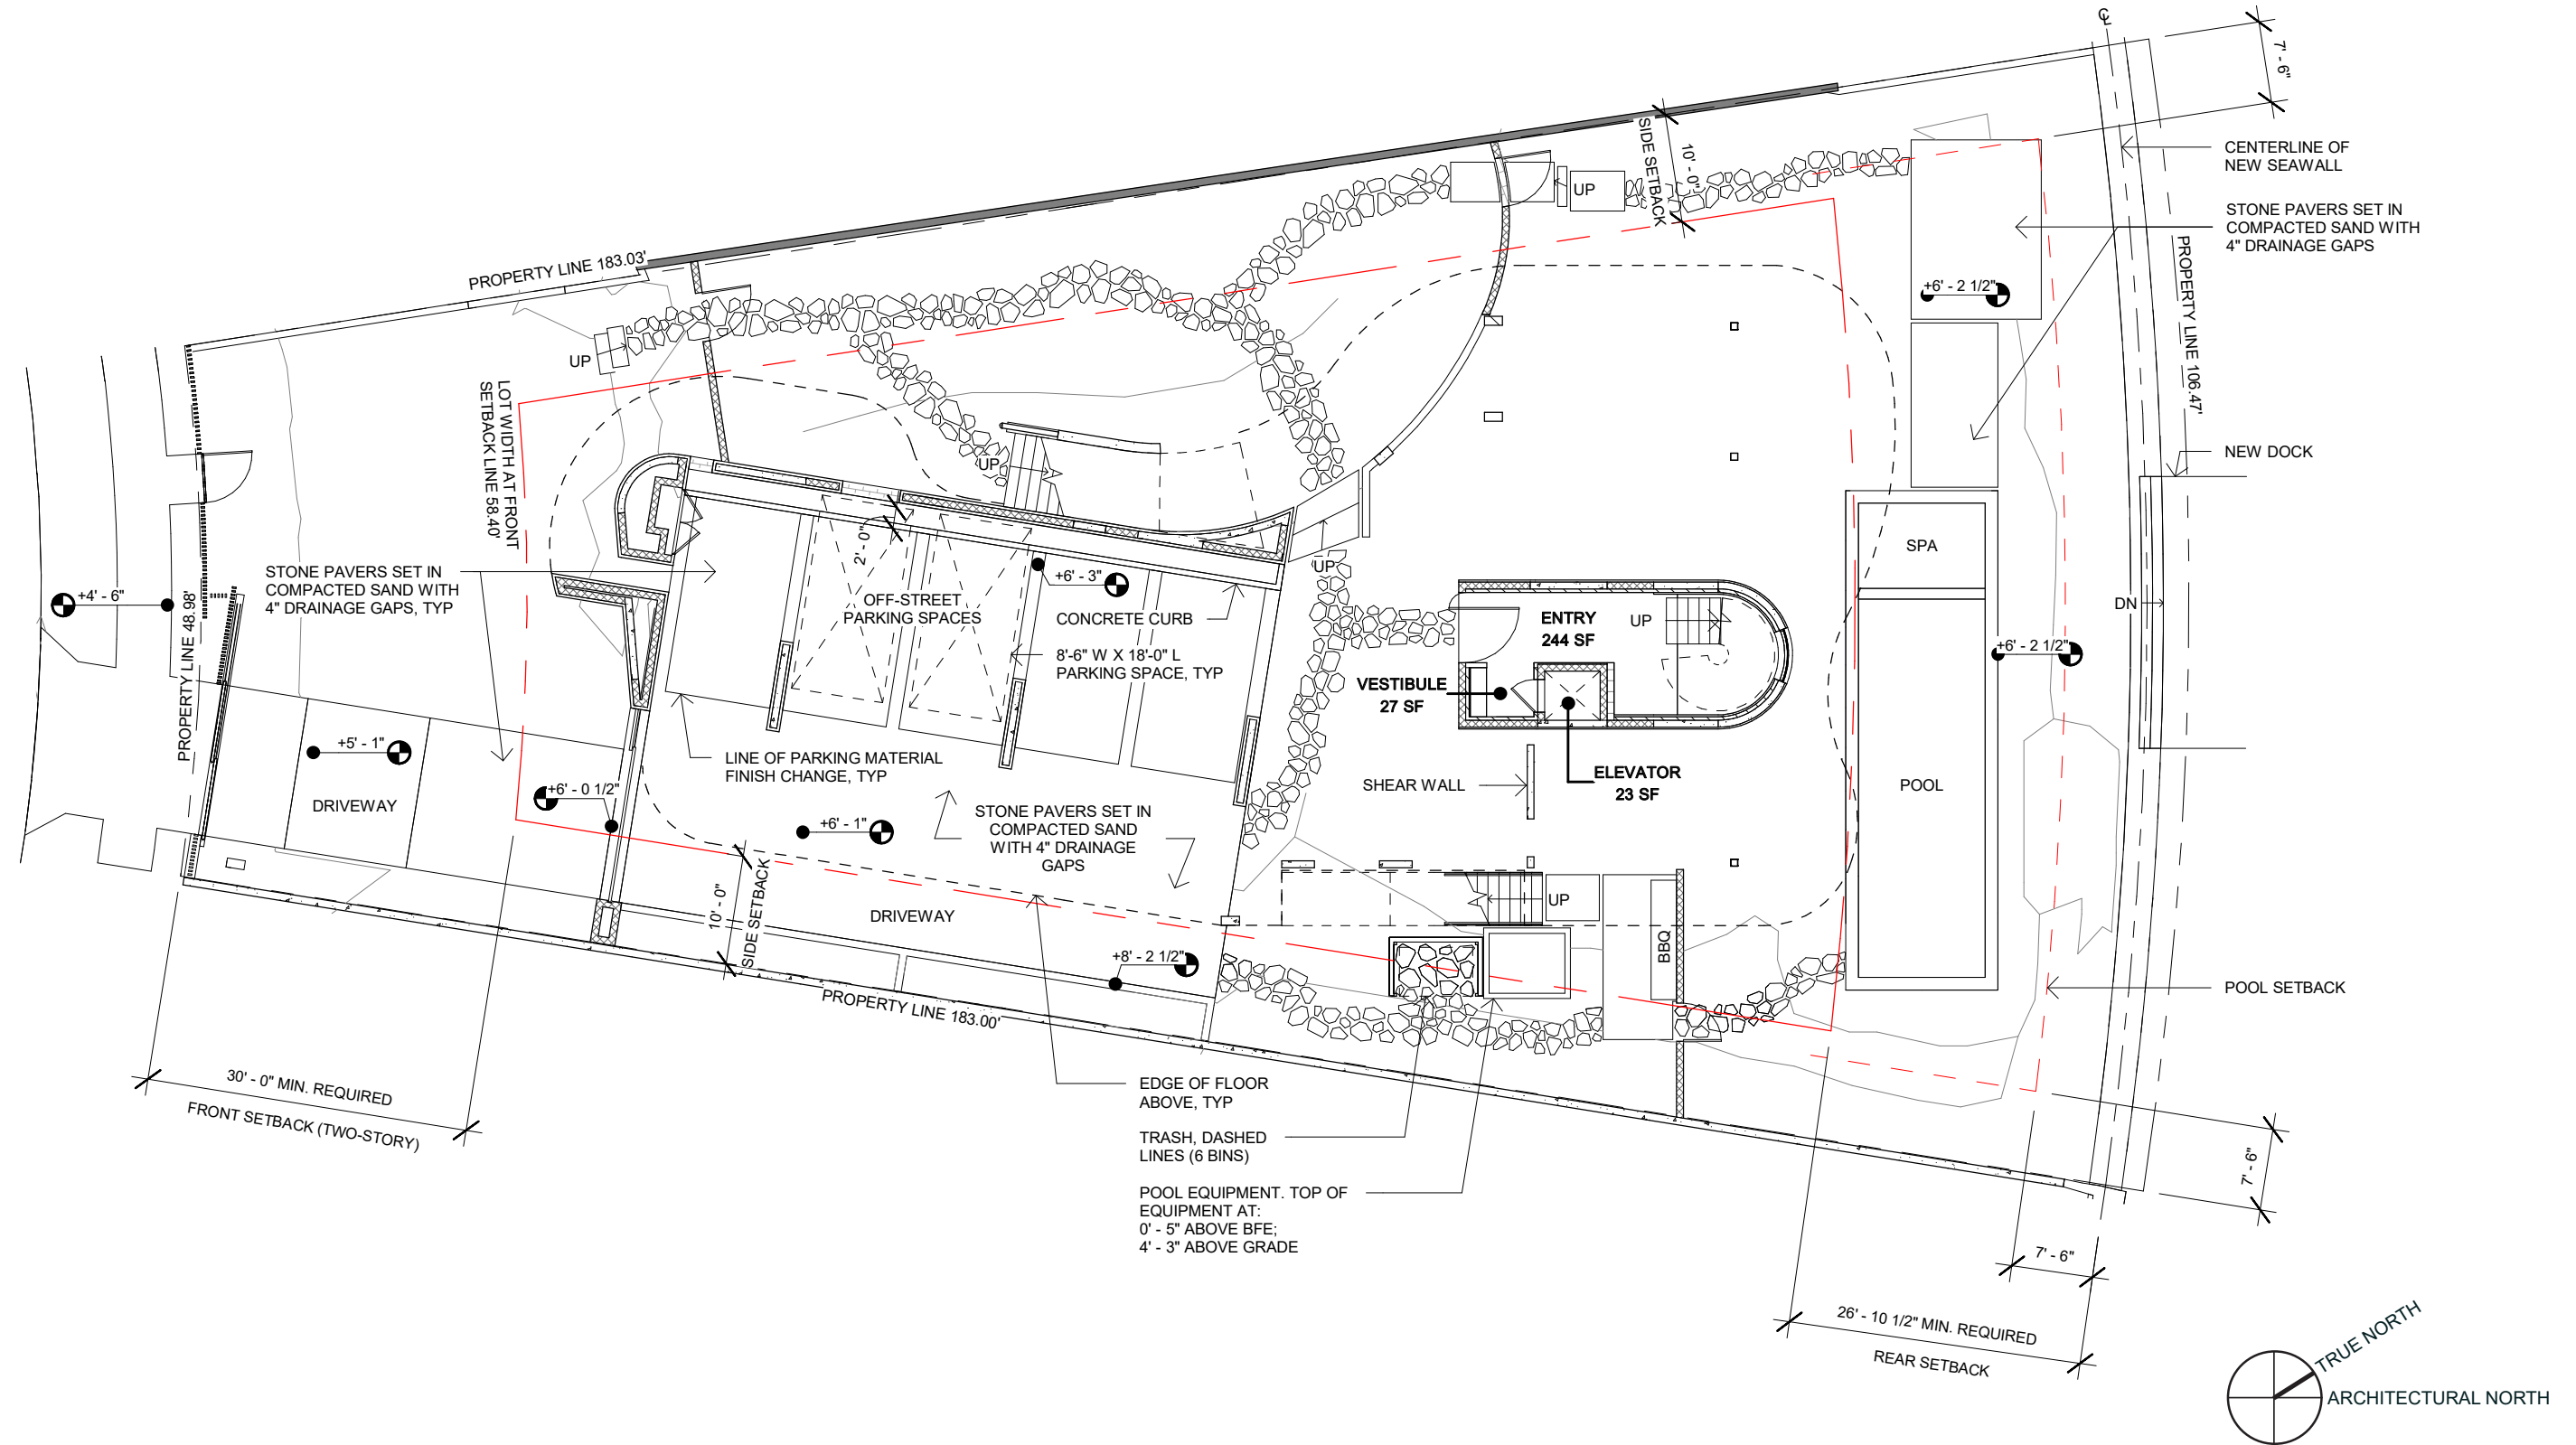 ℄
7' - 6"
CENTERLINE OF
NEW SEAWALL
SIDE SETBACK
10' - 0"
UP
STONE PAVERS SET IN
COMPACTED SAND WITH
4" DRAINAGE GAPS
PROPERTY LINE 183.03'
PROPERTY LINE 106.47'
+6' - 2 1/2"
UP
LOT WIDTH AT FRONT
SETBACK LINE 58.40'
NEW DOCK
UP
2' - 0"
SPA
STONE PAVERS SET IN
COMPACTED SAND WITH
4" DRAINAGE GAPS, TYP
+4' - 6"
PROPERTY LINE 48.98'
OFF-STREET
PARKING SPACES
+6' - 3"
UP
CONCRETE CURB
ENTRY
244 SF
UP
DN
8'-6" W X 18'-0" L
PARKING SPACE, TYP
+6' - 2 1/2"
VESTIBULE
27 SF
+5' - 1"
LINE OF PARKING MATERIAL
FINISH CHANGE, TYP
ELEVATOR
23 SF
SHEAR WALL
POOL
DRIVEWAY
+6' - 0 1/2"
+6' - 1"
STONE PAVERS SET IN
COMPACTED SAND
WITH 4" DRAINAGE
GAPS
10' - 0"
SIDE SETBACK
DRIVEWAY
UP
BBQ
+8' - 2 1/2"
PROPERTY LINE 183.00'
POOL SETBACK
30' - 0" MIN. REQUIRED
FRONT SETBACK (TWO-STORY)
EDGE OF FLOOR
ABOVE, TYP
TRASH, DASHED
LINES (6 BINS)
POOL EQUIPMENT. TOP OF
EQUIPMENT AT:
0' - 5" ABOVE BFE;
4' - 3" ABOVE GRADE
7' - 6"
7' - 6"
26' - 10 1/2" MIN. REQUIRED
REAR SETBACK
TRUE NORTH
ARCHITECTURAL NORTH